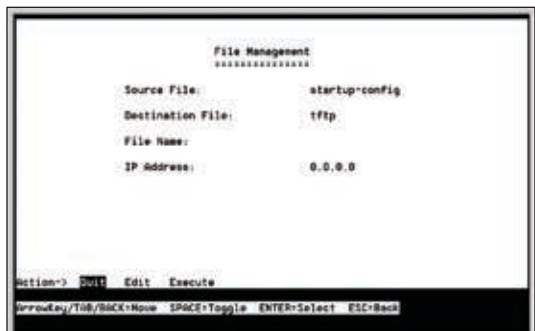 File Management
***************
Source File: startup-config
Destination File: tftp
File Name:
IP Address: 0.0.0.0
Action-> Quit Edit Execute
ArrowKey/TAB/BACK=Move SPACE=Toggle ENTER=Select ESC=Back